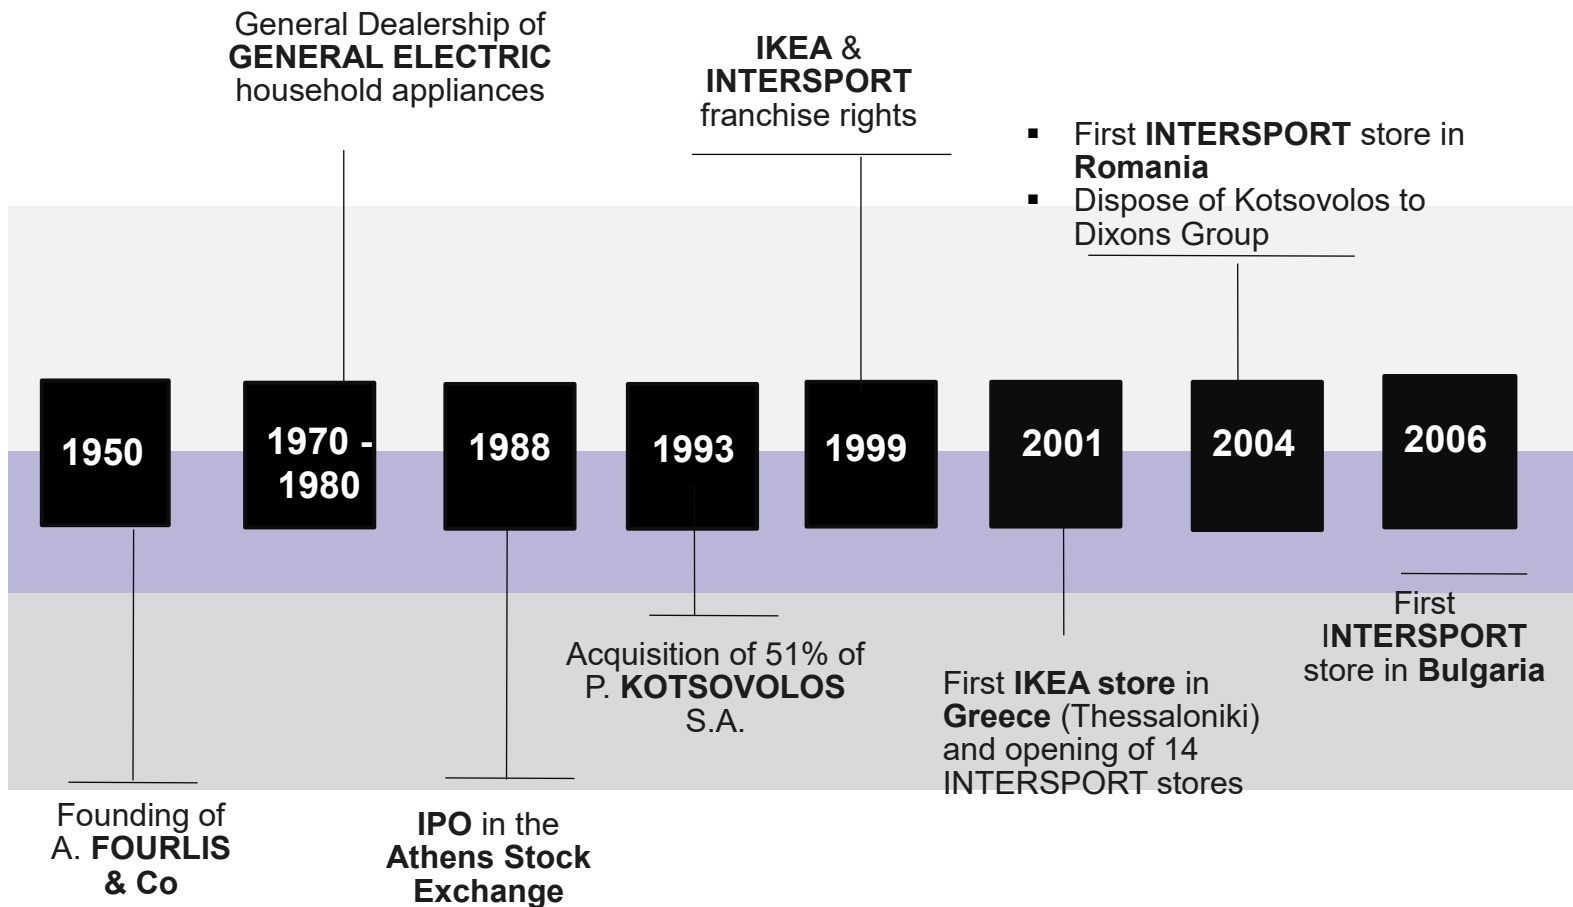 General Dealership of
GENERAL ELECTRIC
household appliances
IKEA &
INTERSPORT
franchise rights
▪ First INTERSPORT store in
Romania
▪ Dispose of Kotsovolos to
Dixons Group
1950
1970 -
1980
1988
1993
1999
2001
2004
2006
Founding of
A. FOURLIS
& Co
IPO in the
Athens Stock
Exchange
Acquisition of 51% of
P. KOTSOVOLOS
S.A.
First IKEA store in
Greece (Thessaloniki)
and opening of 14
INTERSPORT stores
First
INTERSPORT
store in Bulgaria